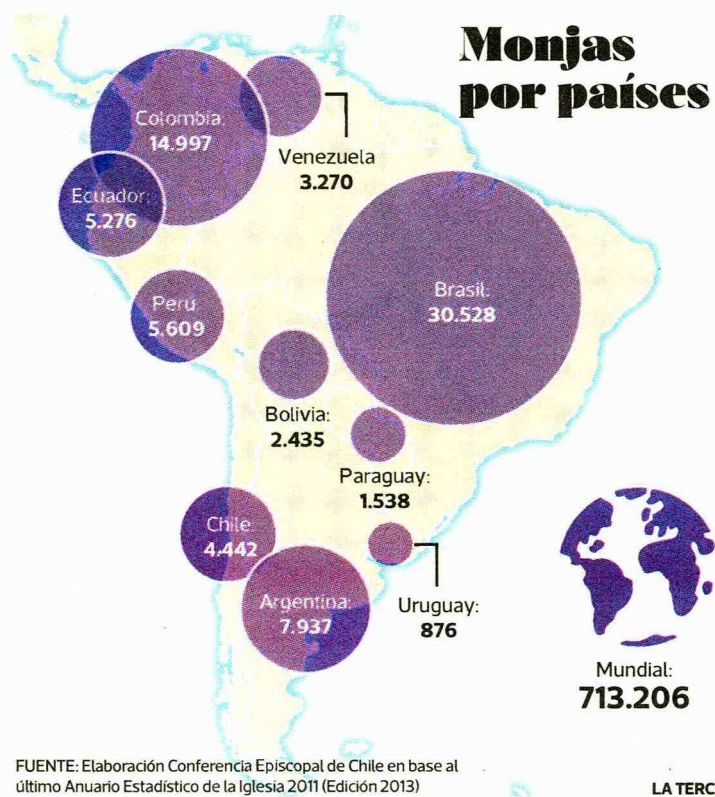 Monjas
por países
Colombia:
14.997
Venezuela
3.270
Ecuador:
5.276
Perú
5.609
Brasil:
30.528
Bolivia:
2.435
Paraguay:
1.538
Chile:
4.442
Argentina:
7.937
Uruguay:
876
Mundial:
713.206
FUENTE: Elaboración Conferencia Episcopal de Chile en base al
último Anuario Estadístico de la Iglesia 2011 (Edición 2013)
LA TERC